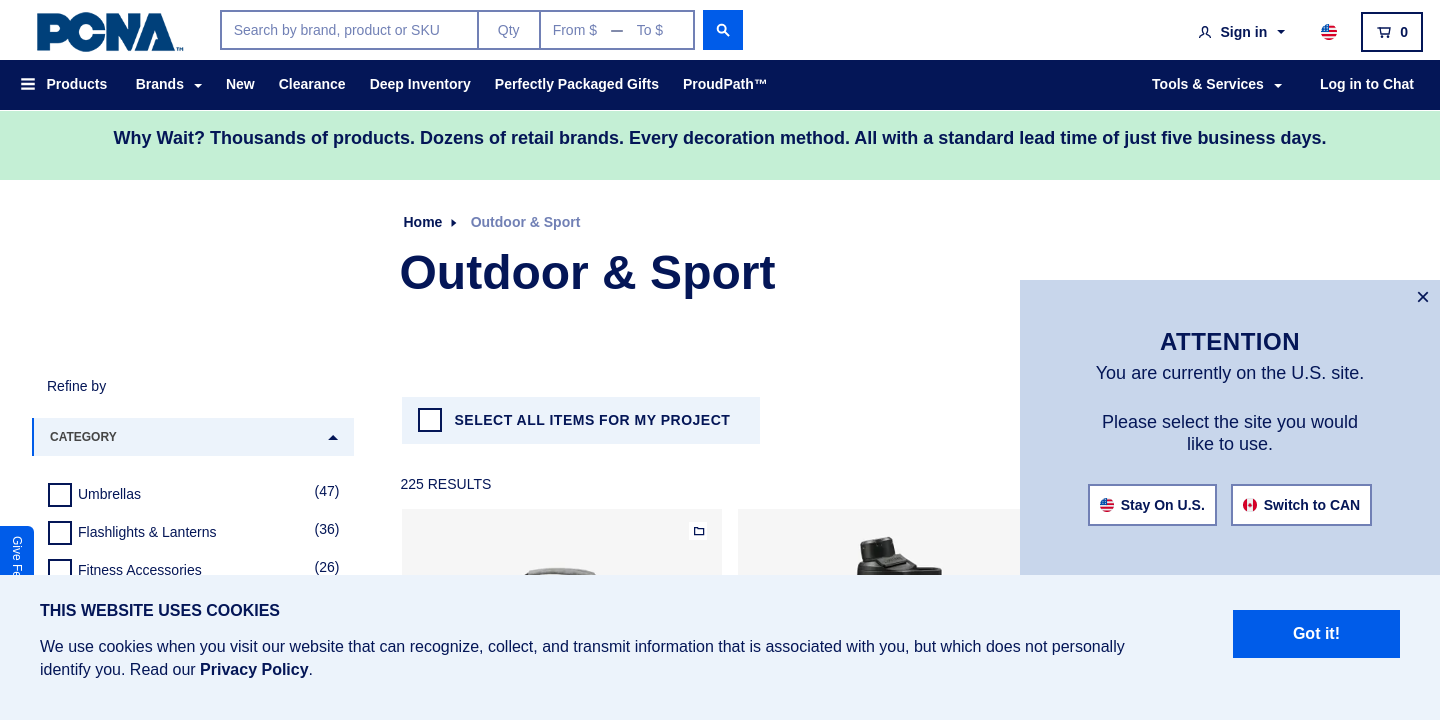 PCNA™
Search by brand, product or SKU
Qty
From $ — To $
Sign in
0
Products
Brands
New
Clearance
Deep Inventory
Perfectly Packaged Gifts
ProudPath™
Tools & Services
Log in to Chat
Why Wait? Thousands of products. Dozens of retail brands. Every decoration method. All with a standard lead time of just five business days.
Home
Outdoor & Sport
Outdoor & Sport
ATTENTION
You are currently on the U.S. site.
Please select the site you would
like to use.
Stay On U.S.
Switch to CAN
Refine by
CATEGORY
Umbrellas (47)
Flashlights & Lanterns (36)
Fitness Accessories (26)
SELECT ALL ITEMS FOR MY PROJECT
225 RESULTS
Give
THIS WEBSITE USES COOKIES
We use cookies when you visit our website that can recognize, collect, and transmit information that is associated with you, but which does not personally
identify you. Read our Privacy Policy.
Got it!